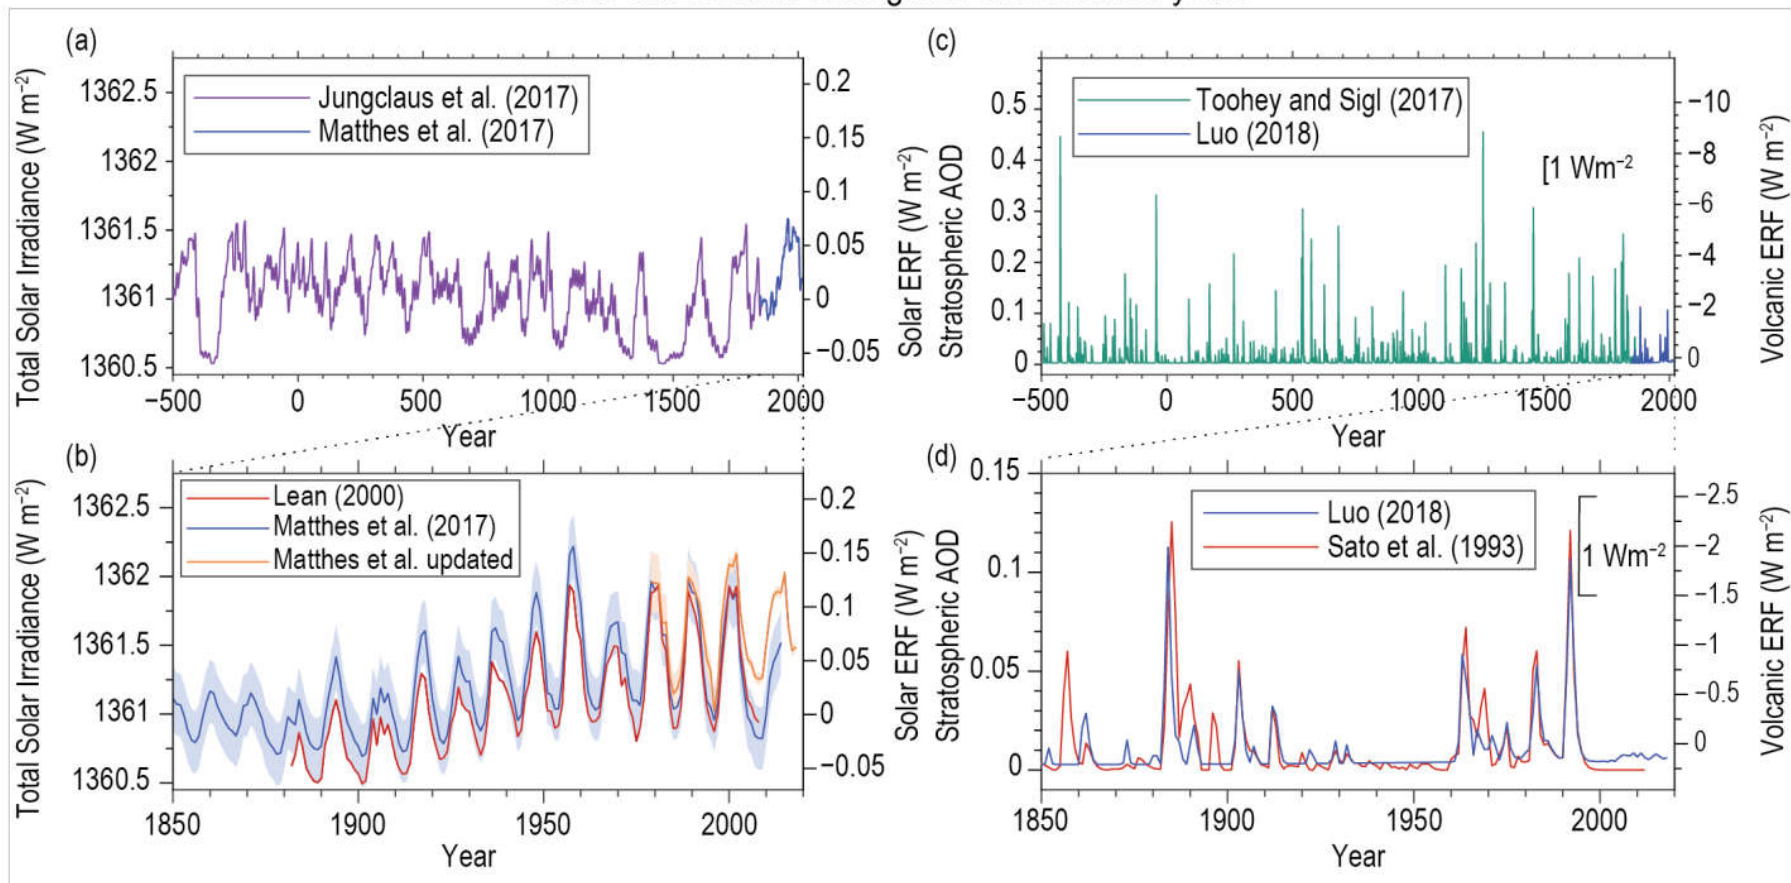 (a)
Total Solar Irradiance (W m⁻²)
1362.5
1362
1361.5
1361
1360.5
Jungclaus et al. (2017)
Matthes et al. (2017)
0.2
0.15
0.1
0.05
0
−0.05
Solar ERF (W m⁻²)
−500 0 500 1000 1500 2000
Year
(c)
Stratospheric AOD
0.5
0.4
0.3
0.2
0.1
0
Toohey and Sigl (2017)
Luo (2018)
[1 Wm⁻²
−10
−8
−6
−4
−2
0
Volcanic ERF (W m⁻²)
−500 0 500 1000 1500 2000
Year
(b)
Total Solar Irradiance (W m⁻²)
1362.5
1362
1361.5
1361
1360.5
Lean (2000)
Matthes et al. (2017)
Matthes et al. updated
0.2
0.15
0.1
0.05
0
−0.05
Solar ERF (W m⁻²)
1850 1900 1950 2000
Year
(d)
Stratospheric AOD
0.15
0.1
0.05
0
Luo (2018)
Sato et al. (1993)
1 Wm⁻²
−2.5
−2
−1.5
−1
−0.5
0
Volcanic ERF (W m⁻²)
1850 1900 1950 2000
Year